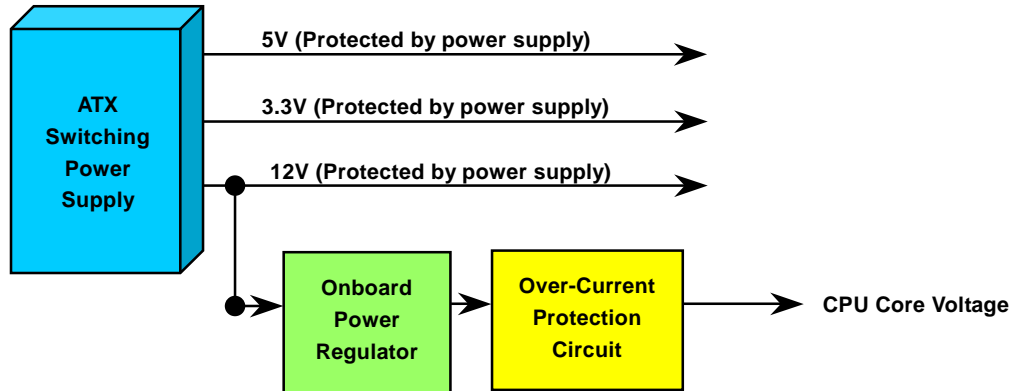 5V (Protected by power supply)
ATX
Switching
Power
Supply
3.3V (Protected by power supply)
12V (Protected by power supply)
Onboard
Power
Regulator
Over-Current
Protection
Circuit
CPU Core Voltage